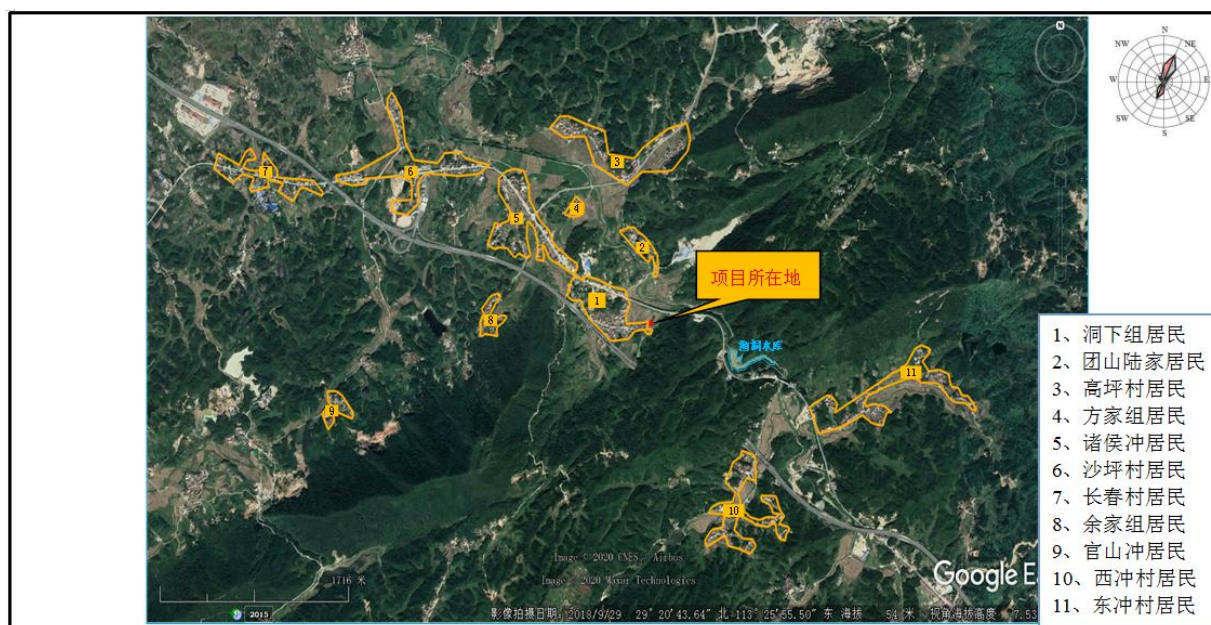 N
NW
NE
W
E
SW
SE
S
N
3
7
6
4
5
2
项目所在地
1
8
1、洞下组居民
2、团山陆家居民
3、高坪村居民
4、方家组居民
5、诸侯冲居民
6、沙坪村居民
7、长春村居民
8、余家组居民
9、官山冲居民
10、西冲村居民
11、东冲村居民
11
9
10
Image © 2020 CNES / Airbus
Image © 2020 Maxar Technologies
1716 米
Google Ea
2015
影像拍摄日期: 2018/9/29 29°20'43.64" 北 113°25'55.50" 东 海拔 54 米 视角海拔高度 7.53